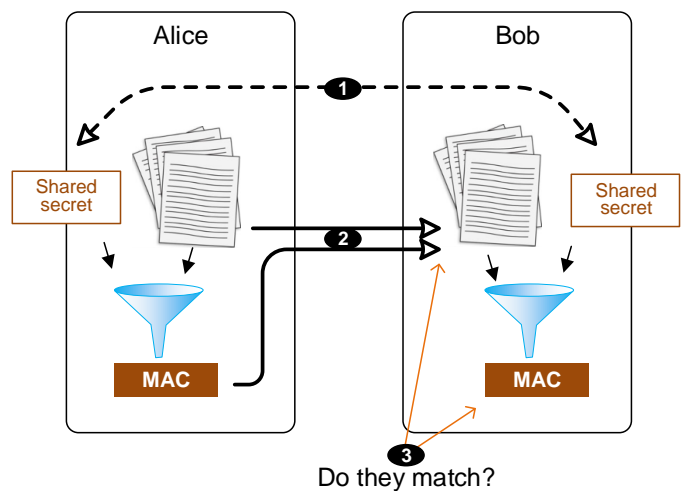 Alice
Bob
1
Shared
secret
Shared
secret
2
MAC
MAC
3
Do they match?